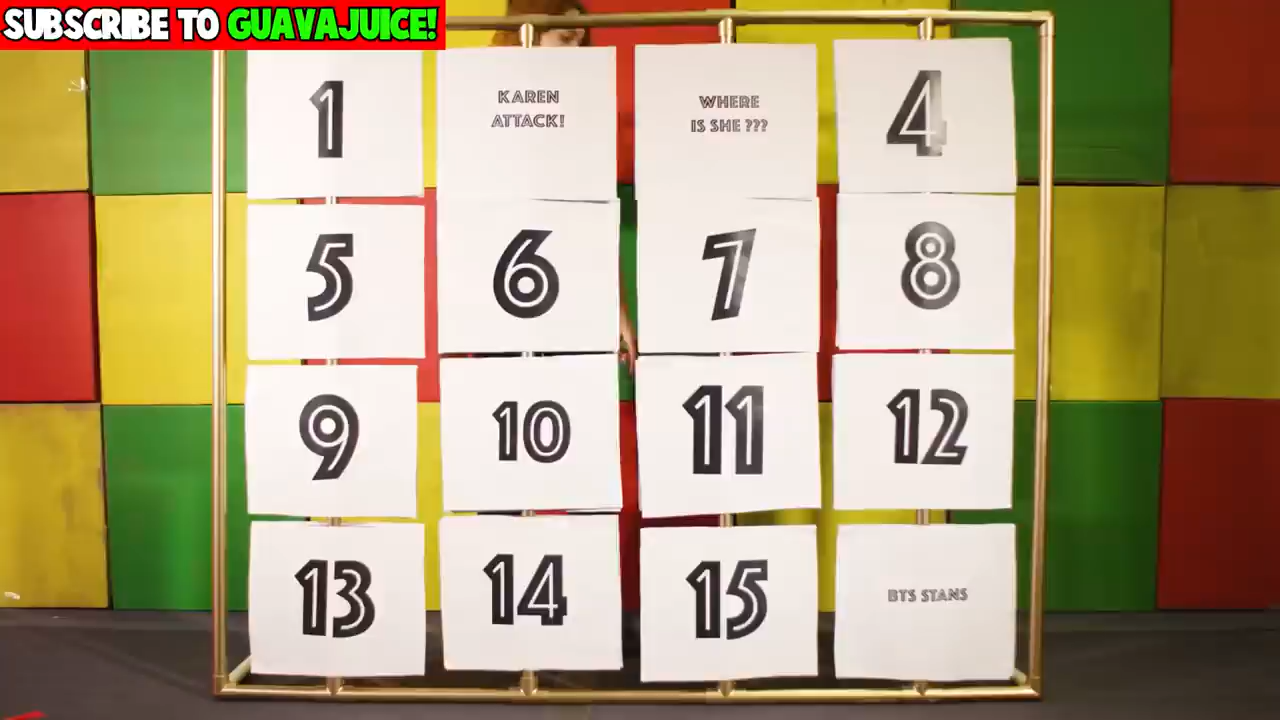 SUBSCRIBE TO GUAVAJUICE!
1
KAREN
ATTACK!
WHERE
IS SHE ???
4
5
6
7
8
9
10
11
12
13
14
15
BTS STANS